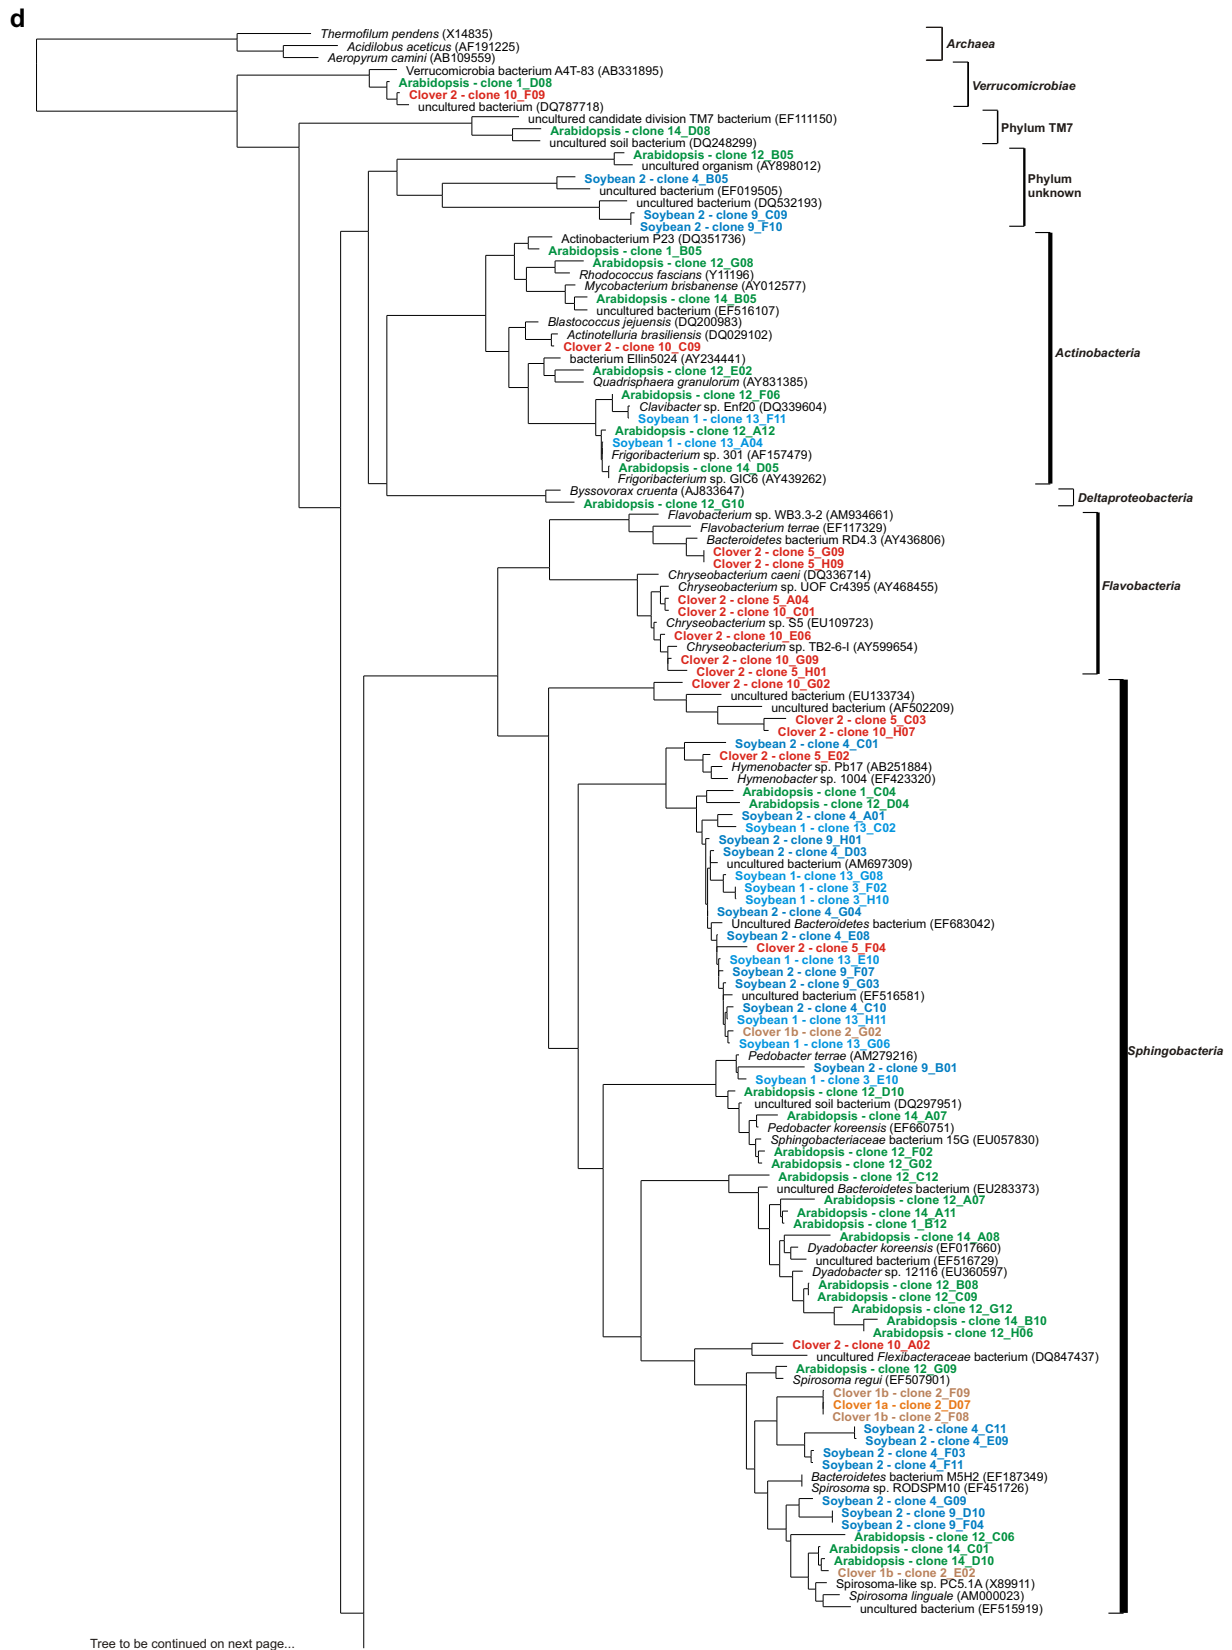 d
Thermofilum pendens (X14835)
Acidilobus aceticus (AF191225)
Archaea
Aeropyrum camini (AB109559)
Verrucomicrobia bacterium A4T-83 (AB331895)
Arabidopsis - clone 1_D08
Verrucomicrobiae
Clover 2 - clone 10_F09
uncultured bacterium (DQ787718)
uncultured candidate division TM7 bacterium (EF111150)
Arabidopsis - clone 14_D08
Phylum TM7
uncultured soil bacterium (DQ248299)
Arabidopsis - clone 12_B05
uncultured organism (AY898012)
Soybean 2 - clone 4_B05
Phylum
unknown
uncultured bacterium (EF019505)
uncultured bacterium (DQ532193)
Soybean 2 - clone 9_C09
Soybean 2 - clone 9_F10
Actinobacterium P23 (DQ351736)
Arabidopsis - clone 1_B05
Arabidopsis - clone 12_G08
Rhodococcus fascians (Y11196)
Mycobacterium brisbanense (AY012577)
Arabidopsis - clone 14_B05
uncultured bacterium (EF516107)
Blastococcus jejuensis (DQ200983)
Actinotelluria brasiliensis (DQ029102)
Clover 2 - clone 10_C09
Actinobacteria
bacterium Ellin5024 (AY234441)
Arabidopsis - clone 12_E02
Quadrisphaera granulorum (AY831385)
Arabidopsis - clone 12_F06
Clavibacter sp. Enf20 (DQ339604)
Soybean 1 - clone 13_F11
Arabidopsis - clone 12_A12
Soybean 1 - clone 13_A04
Frigoribacterium sp. 301 (AF157479)
Arabidopsis - clone 14_D05
Frigoribacterium sp. GIC6 (AY439262)
Byssovorax cruenta (AJ833647)
Deltaproteobacteria
Arabidopsis - clone 12_G10
Flavobacterium sp. WB3.3-2 (AM934661)
Flavobacterium terrae (EF117329)
Bacteroidetes bacterium RD4.3 (AY436806)
Clover 2 - clone 5_G09
Clover 2 - clone 5_H09
Chryseobacterium caeni (DQ336714)
Chryseobacterium sp. UOF Cr4395 (AY468455)
Flavobacteria
Clover 2 - clone 5_A04
Clover 2 - clone 10_C01
Chryseobacterium sp. S5 (EU109723)
Clover 2 - clone 10_E06
Chryseobacterium sp. TB2-6-I (AY599654)
Clover 2 - clone 10_G09
Clover 2 - clone 5_H01
Clover 2 - clone 10_G02
uncultured bacterium (EU133734)
uncultured bacterium (AF502209)
Clover 2 - clone 5_C03
Clover 2 - clone 10_H07
Soybean 2 - clone 4_C01
Clover 2 - clone 5_E02
Hymenobacter sp. Pb17 (AB251884)
Hymenobacter sp. 1004 (EF423320)
Arabidopsis - clone 1_C04
Arabidopsis - clone 12_D04
Soybean 2 - clone 4_A01
Soybean 1 - clone 13_C02
Soybean 2 - clone 9_H01
Soybean 2 - clone 4_D03
uncultured bacterium (AM697309)
Soybean 1- clone 13_G08
Soybean 1 - clone 3_F02
Soybean 1 - clone 3_H10
Soybean 2 - clone 4_G04
Uncultured Bacteroidetes bacterium (EF683042)
Soybean 2 - clone 4_E08
Clover 2 - clone 5_F04
Soybean 1 - clone 13_E10
Soybean 2 - clone 9_F07
Soybean 2 - clone 9_G03
uncultured bacterium (EF516581)
Soybean 2 - clone 4_C10
Soybean 1 - clone 13_H11
Clover 1b - clone 2_G02
Soybean 1 - clone 13_G06
Sphingobacteria
Pedobacter terrae (AM279216)
Soybean 2 - clone 9_B01
Soybean 1 - clone 3_E10
Arabidopsis - clone 12_D10
uncultured soil bacterium (DQ297951)
Arabidopsis - clone 14_A07
Pedobacter koreensis (EF660751)
Sphingobacteriaceae bacterium 15G (EU057830)
Arabidopsis - clone 12_F02
Arabidopsis - clone 12_G02
Arabidopsis - clone 12_C12
uncultured Bacteroidetes bacterium (EU283373)
Arabidopsis - clone 12_A07
Arabidopsis - clone 14_A11
Arabidopsis - clone 1_B12
Arabidopsis - clone 14_A08
Dyadobacter koreensis (EF017660)
uncultured bacterium (EF516729)
Dyadobacter sp. 12116 (EU360597)
Arabidopsis - clone 12_B08
Arabidopsis - clone 12_C09
Arabidopsis - clone 12_G12
Arabidopsis - clone 14_B10
Arabidopsis - clone 12_H06
Clover 2 - clone 10_A02
uncultured Flexibacteraceae bacterium (DQ847437)
Arabidopsis - clone 12_G09
Spirosoma regui (EF507901)
Clover 1b - clone 2_F09
Clover 1a - clone 2_D07
Clover 1b - clone 2_F08
Soybean 2 - clone 4_C11
Soybean 2 - clone 4_E09
Soybean 2 - clone 4_F03
Soybean 2 - clone 4_F11
Bacteroidetes bacterium M5H2 (EF187349)
Spirosoma sp. RODSPM10 (EF451726)
Soybean 2 - clone 4_G09
Soybean 2 - clone 9_D10
Soybean 2 - clone 9_F04
Arabidopsis - clone 12_C06
Arabidopsis - clone 14_C01
Arabidopsis - clone 14_D10
Clover 1b - clone 2_E02
Spirosoma-like sp. PC5.1A (X89911)
Spirosoma linguale (AM000023)
uncultured bacterium (EF515919)
Tree to be continued on next page...